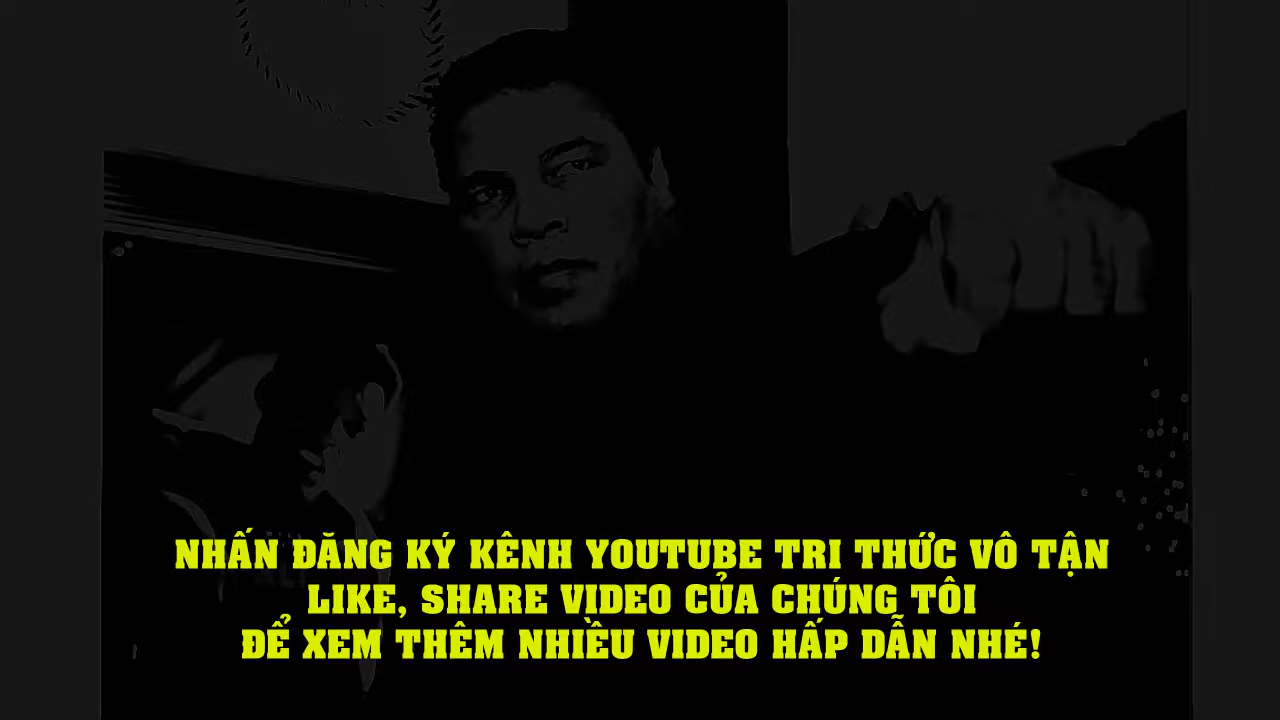 NHẤN ĐĂNG KÝ KÊNH YOUTUBE TRI THỨC VÔ TẬN
LIKE, SHARE VIDEO CỦA CHÚNG TÔI
ĐỂ XEM THÊM NHIỀU VIDEO HẤP DẪN NHÉ!